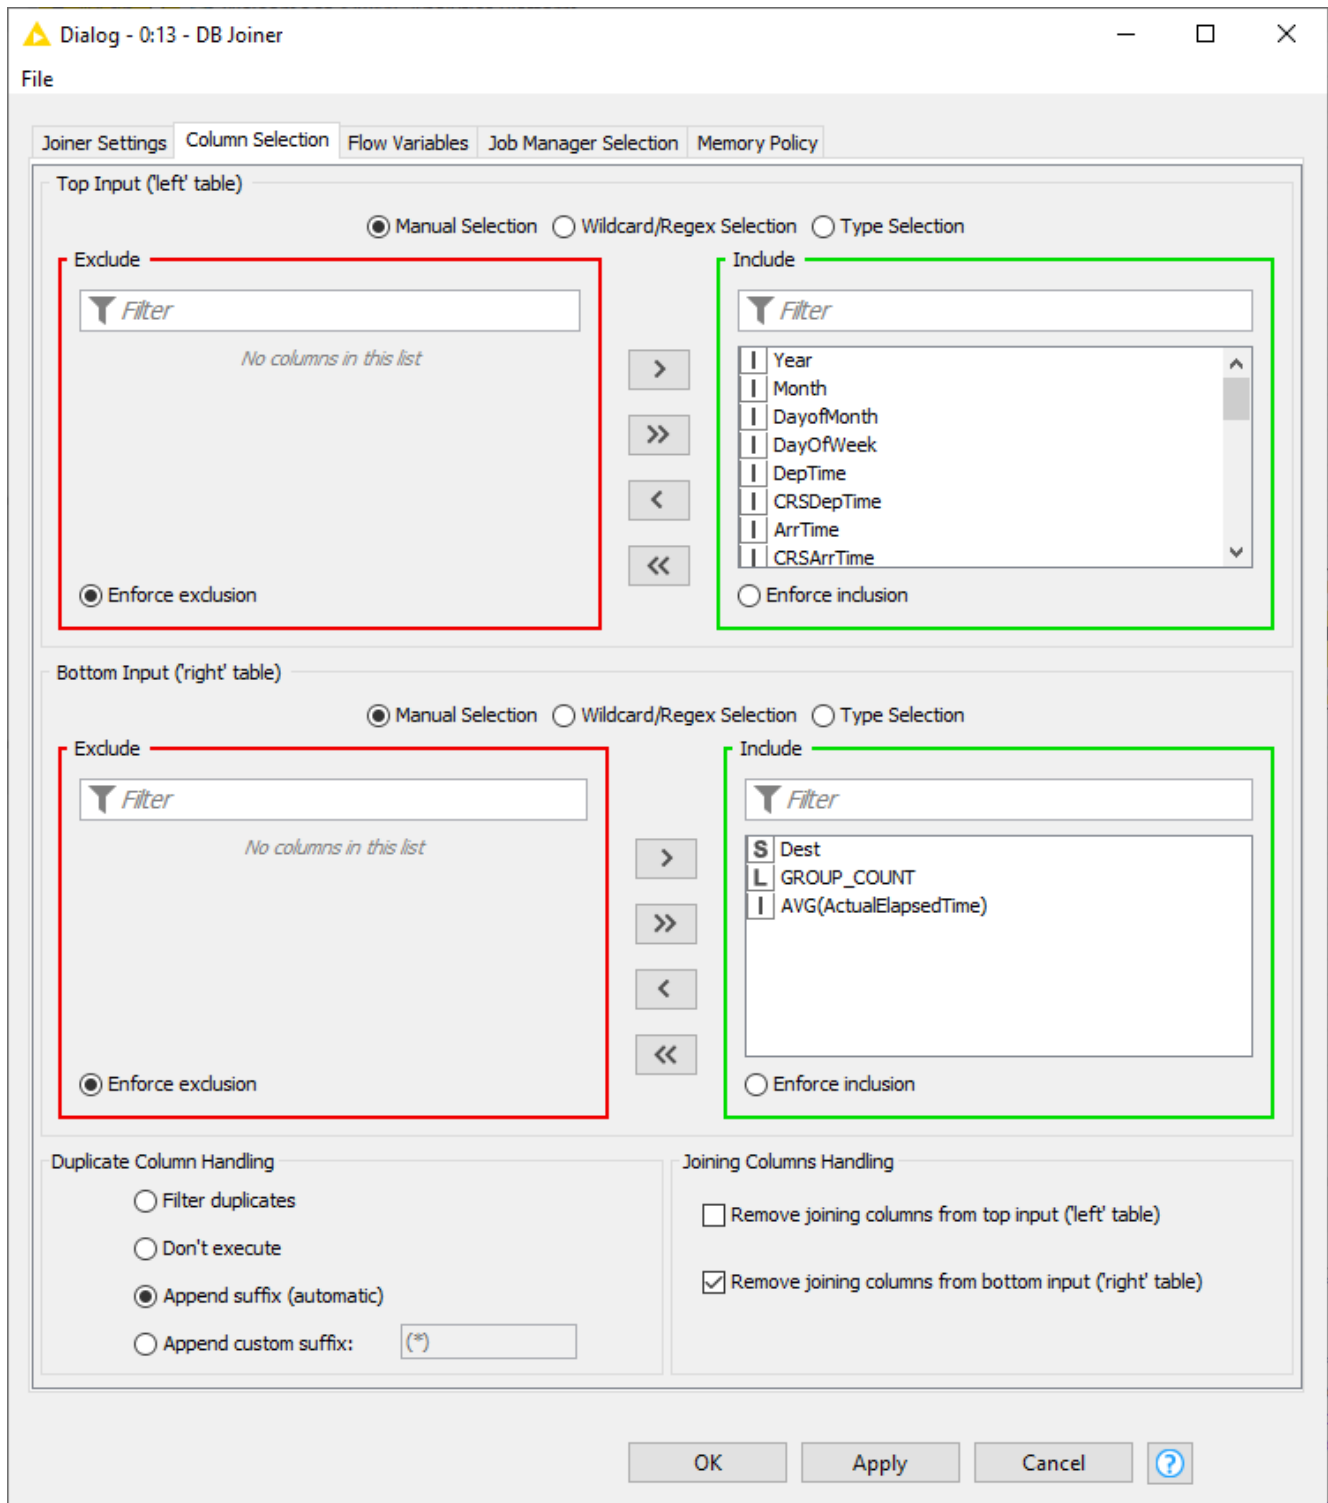 Dialog - 0:13 - DB Joiner
File
Joiner Settings Column Selection Flow Variables Job Manager Selection Memory Policy
Top Input ('left' table)
Manual Selection Wildcard/Regex Selection Type Selection
Exclude Include
Filter Filter
No columns in this list
I Year
I Month
I DayofMonth
I DayOfWeek
I DepTime
I CRSDepTime
I ArrTime
I CRSArrTime
> 
>>
<
<<
Enforce exclusion Enforce inclusion
Bottom Input ('right' table)
Manual Selection Wildcard/Regex Selection Type Selection
Exclude Include
Filter Filter
No columns in this list
S Dest
L GROUP_COUNT
I AVG(ActualElapsedTime)
>
>>
<
<<
Enforce exclusion Enforce inclusion
Duplicate Column Handling
Filter duplicates
Don't execute
Append suffix (automatic)
Append custom suffix: (*)
Joining Columns Handling
Remove joining columns from top input ('left' table)
Remove joining columns from bottom input ('right' table)
OK Apply Cancel ?